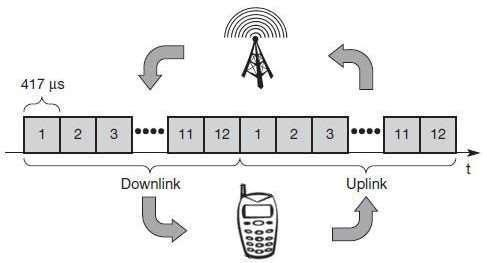 417 µs
1 2 3 •••• 11 12 1 2 3 •••• 11 12
t
Downlink Uplink